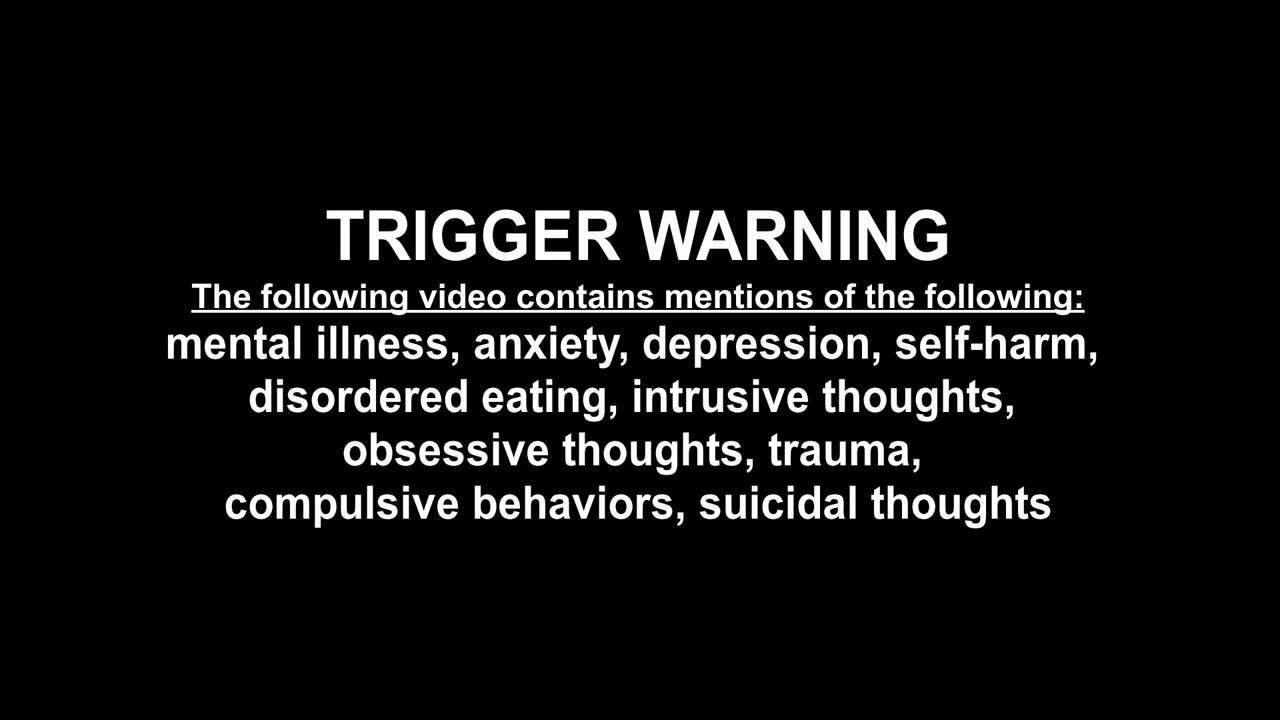 TRIGGER WARNING
The following video contains mentions of the following:
mental illness, anxiety, depression, self-harm,
disordered eating, intrusive thoughts,
obsessive thoughts, trauma,
compulsive behaviors, suicidal thoughts